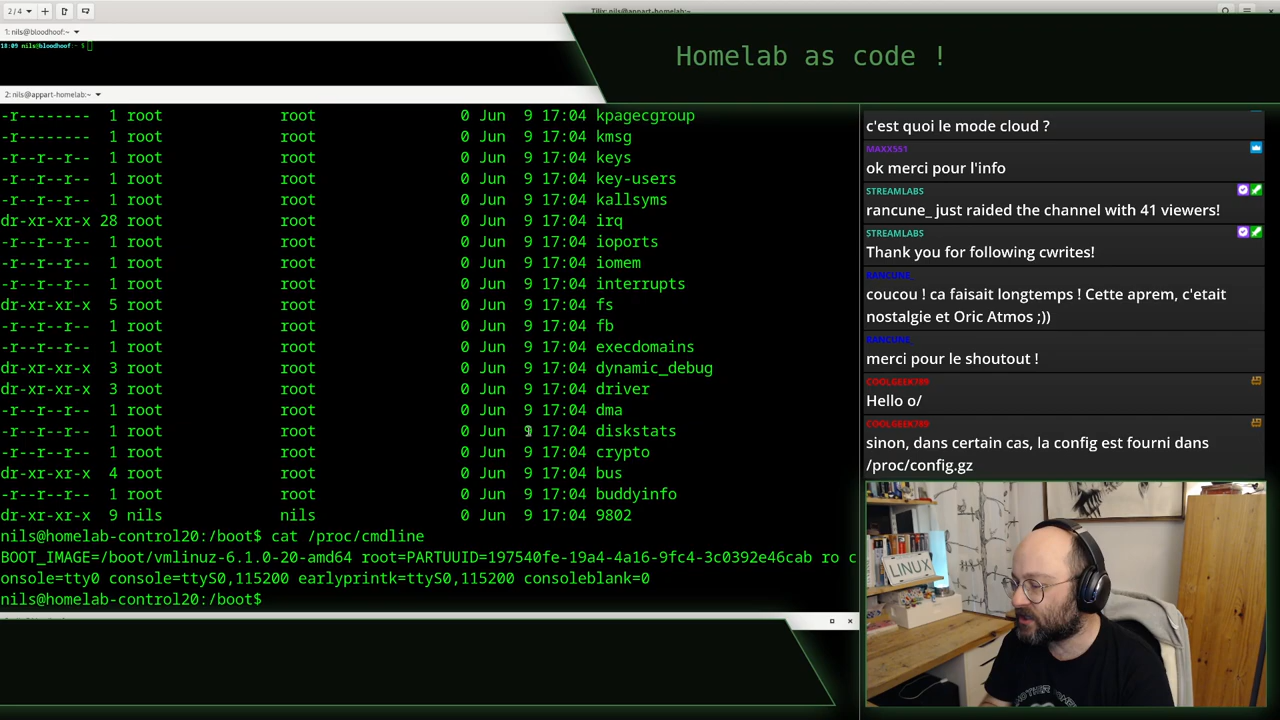 2 / 4
Tilix: nils@appart-homelab:~
1: nils@bloodhoof:~
18:09 nils@bloodhoof:~ $
Homelab as code !
2: nils@appart-homelab:~
-r-------- 1 root root 0 Jun 9 17:04 kpagecgroup
-r--r--r-- 1 root root 0 Jun 9 17:04 kmsg
-r--r--r-- 1 root root 0 Jun 9 17:04 keys
-r--r--r-- 1 root root 0 Jun 9 17:04 key-users
-r--r--r-- 1 root root 0 Jun 9 17:04 kallsyms
dr-xr-xr-x 28 root root 0 Jun 9 17:04 irq
-r--r--r-- 1 root root 0 Jun 9 17:04 ioports
-r--r--r-- 1 root root 0 Jun 9 17:04 iomem
-r--r--r-- 1 root root 0 Jun 9 17:04 interrupts
dr-xr-xr-x 5 root root 0 Jun 9 17:04 fs
-r--r--r-- 1 root root 0 Jun 9 17:04 fb
-r--r--r-- 1 root root 0 Jun 9 17:04 execdomains
dr-xr-xr-x 3 root root 0 Jun 9 17:04 dynamic_debug
dr-xr-xr-x 3 root root 0 Jun 9 17:04 driver
-r--r--r-- 1 root root 0 Jun 9 17:04 dma
-r--r--r-- 1 root root 0 Jun 9 17:04 diskstats
-r--r--r-- 1 root root 0 Jun 9 17:04 crypto
dr-xr-xr-x 4 root root 0 Jun 9 17:04 bus
-r--r--r-- 1 root root 0 Jun 9 17:04 buddyinfo
dr-xr-xr-x 9 nils nils 0 Jun 9 17:04 9802
nils@homelab-control20:/boot$ cat /proc/cmdline
BOOT_IMAGE=/boot/vmlinuz-6.1.0-20-amd64 root=PARTUUID=197540fe-19a4-4a16-9fc4-3c0392e46cab ro c
onsole=tty0 console=ttyS0,115200 earlyprintk=ttyS0,115200 consoleblank=0
nils@homelab-control20:/boot$
c'est quoi le mode cloud ?
MAXX551
ok merci pour l'info
STREAMLABS
rancune_ just raided the channel with 41 viewers!
STREAMLABS
Thank you for following cwrites!
RANCUNE_
coucou ! ca faisait longtemps ! Cette aprem, c'etait
nostalgie et Oric Atmos ;))
RANCUNE_
merci pour le shoutout !
COOLGEEK789
Hello o/
COOLGEEK789
sinon, dans certain cas, la config est fourni dans
/proc/config.gz
LINUX